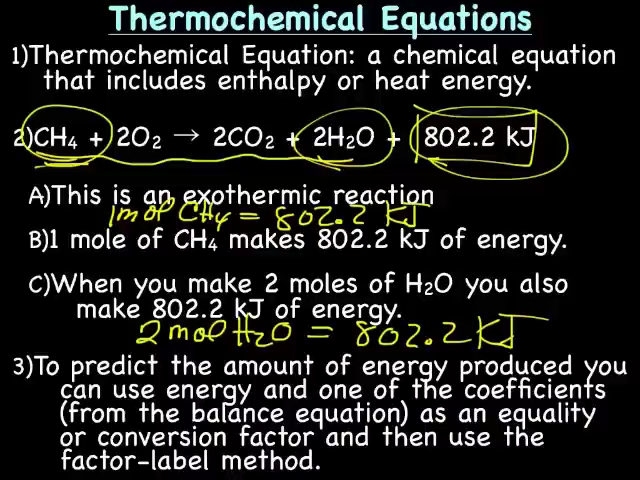 Thermochemical Equations
1)Thermochemical Equation: a chemical equation
that includes enthalpy or heat energy.
2)CH₄ + 2O₂ → 2CO₂ + 2H₂O + 802.2 kJ
A)This is an exothermic reaction
1mol CH₄ = 802.2 KJ
B)1 mole of CH₄ makes 802.2 kJ of energy.
C)When you make 2 moles of H₂O you also
make 802.2 kJ of energy.
2 mol H₂O = 802.2 KJ
3)To predict the amount of energy produced you
can use energy and one of the coefficients
(from the balance equation) as an equality
or conversion factor and then use the
factor-label method.